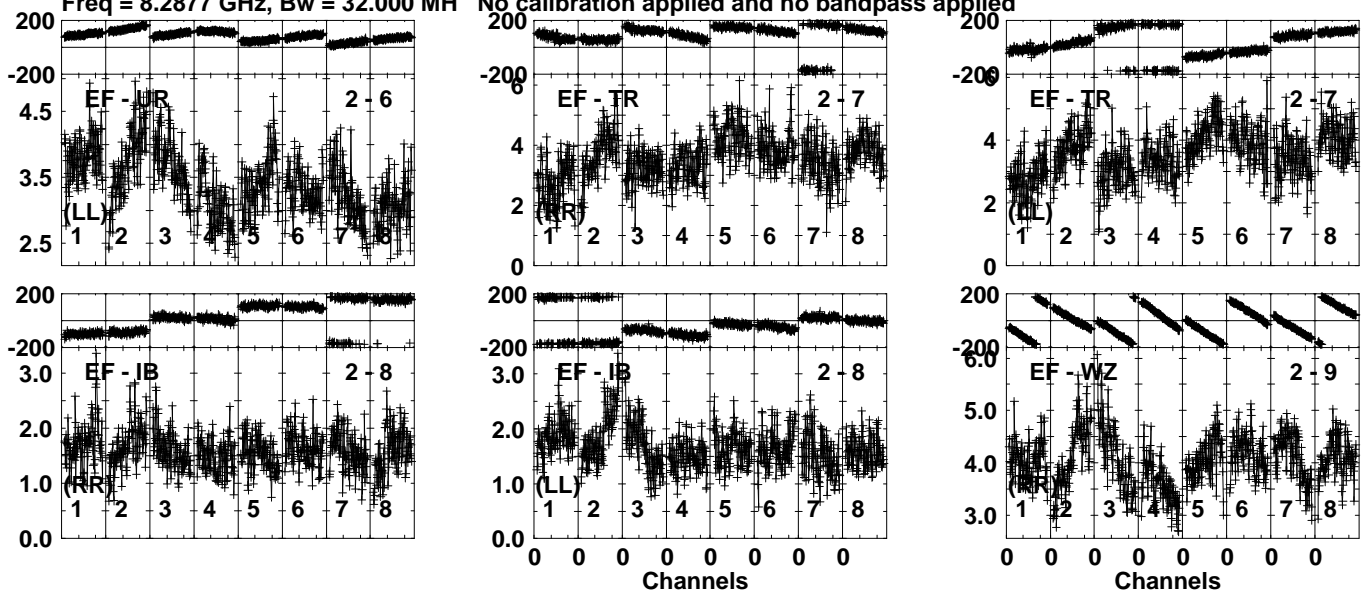 Freq = 8.2877 GHz, Bw = 32.000 MH No calibration applied and no bandpass applied
200
-200
4.5
3.5
2.5
EF - UR 2 - 6
(LL)
1 2 3 4 5 6 7 8
200
-200
6
4
2
0
EF - TR 2 - 7
(RR)
1 2 3 4 5 6 7 8
200
-200
6
4
2
0
EF - TR 2 - 7
(LL)
1 2 3 4 5 6 7 8
200
-200
3.0
2.0
1.0
0.0
EF - IB 2 - 8
(RR)
1 2 3 4 5 6 7 8
200
-200
3.0
2.0
1.0
0.0
EF - IB 2 - 8
(LL)
1 2 3 4 5 6 7 8
0 0 0 0 0 0 0 0
Channels
200
-200
6.0
5.0
4.0
3.0
EF - WZ 2 - 9
(RR)
1 2 3 4 5 6 7 8
0 0 0 0 0 0 0 0
Channels